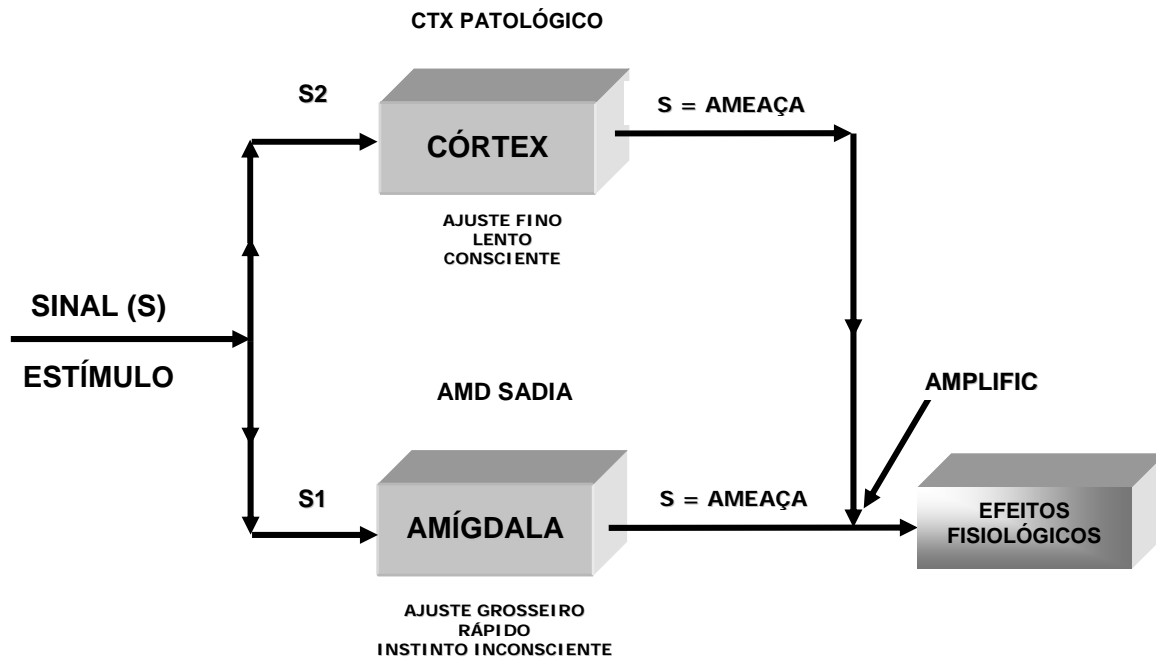 CTX PATOLÓGICO
S2
S = AMEAÇA
CÓRTEX
AJUSTE FINO
LENTO
CONSCIENTE
SINAL (S)
ESTÍMULO
AMD SADIA
AMPLIFIC
S1
S = AMEAÇA
AMÍGDALA
EFEITOS
FISIOLÓGICOS
AJUSTE GROSSEIRO
RÁPIDO
INSTINTO INCONSCIENTE